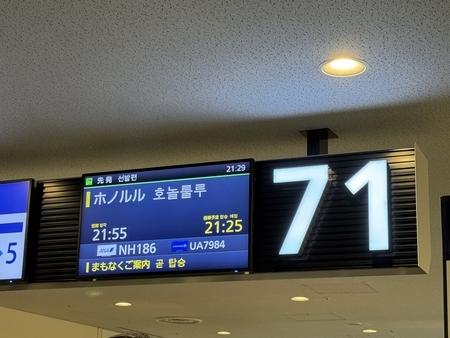 先発 선발편 21:29
ホノルル 호놀룰루
21:55 21:25
ANA NH186 UA7984
まもなくご案内 곧 탑승
71
5